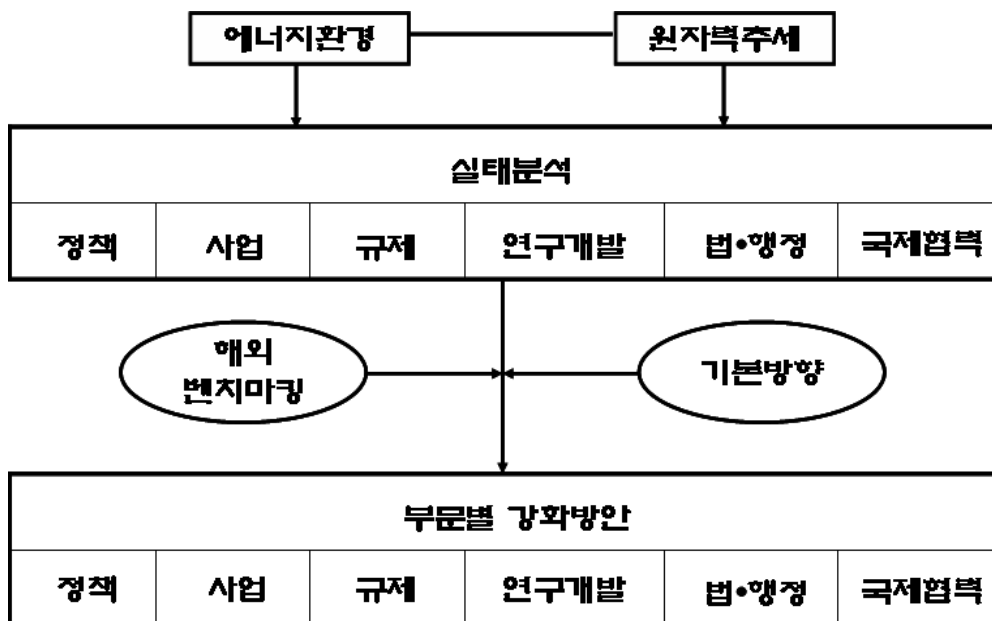 에너지환경 원자력추세
실태분석
정책 사업 규제 연구개발 법•행정 국제협력
해외
벤치마킹
기본방향
부문별 강화방안
정책 사업 규제 연구개발 법•행정 국제협력